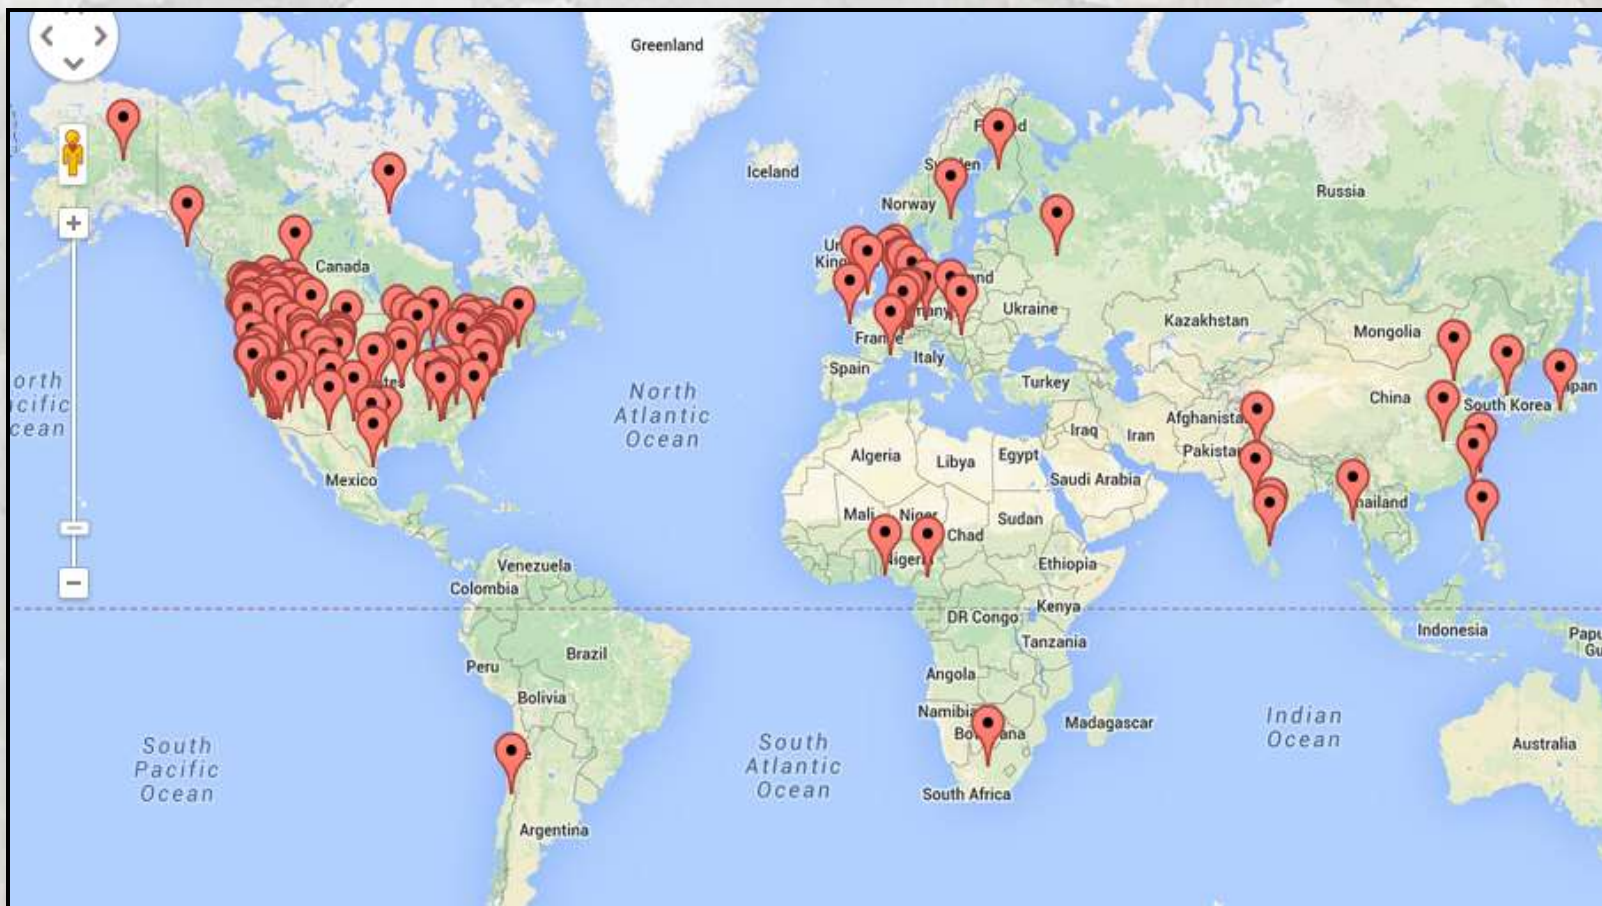 Greenland
Iceland
Norway
Russia
Canada
Ukraine
Kazakhstan
Mongolia
Spain
Italy
Turkey
China
South Korea
North
Atlantic
Ocean
Iraq
Iran
Algeria
Libya
Egypt
Saudi Arabia
Mexico
Mali
Niger
Chad
Sudan
Ethiopia
Venezuela
Colombia
DR Congo
Kenya
Tanzania
Indonesia
Brazil
Peru
Angola
Bolivia
Madagascar
South
Pacific
Ocean
South
Atlantic
Ocean
Indian
Ocean
Australia
South Africa
Argentina
+
−